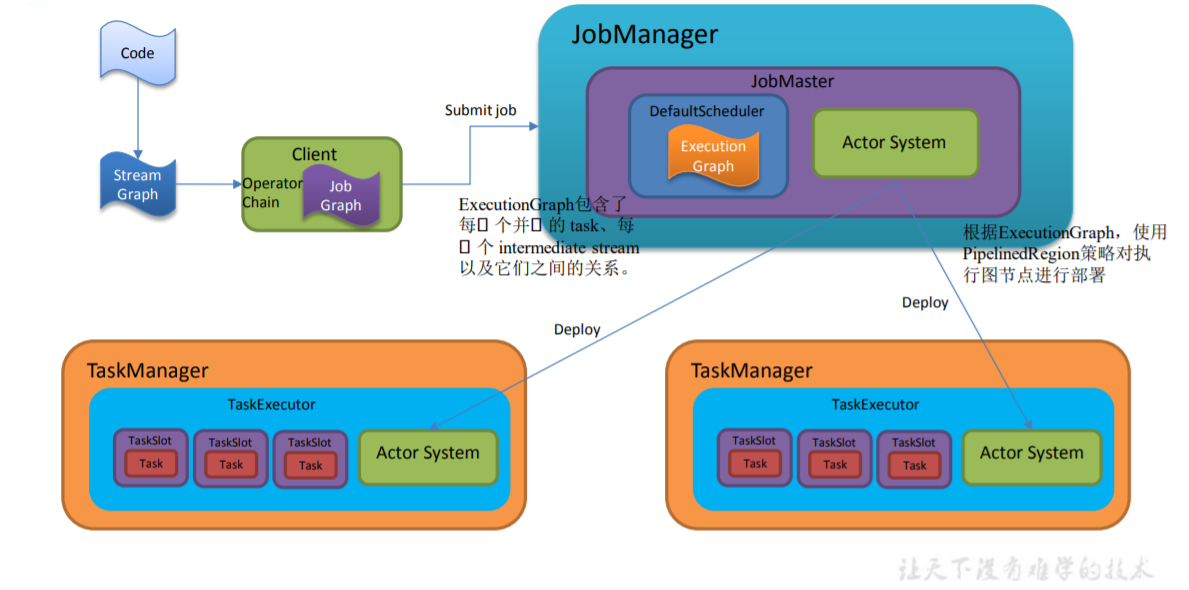 Code
Stream
Graph
Client
Operator
Chain
Job
Graph
Submit job
JobManager
JobMaster
DefaultScheduler
Execution
Graph
Actor System
ExecutionGraph包含了
每□ 个并□ 的 task、每
□ 个 intermediate stream
以及它们之间的关系。
根据ExecutionGraph，使用
PipelinedRegion策略对执
行图节点进行部署
Deploy
Deploy
TaskManager
TaskExecutor
TaskSlot
Task
TaskSlot
Task
TaskSlot
Task
Actor System
TaskManager
TaskExecutor
TaskSlot
Task
TaskSlot
Task
TaskSlot
Task
Actor System
让天下没有难学的技术